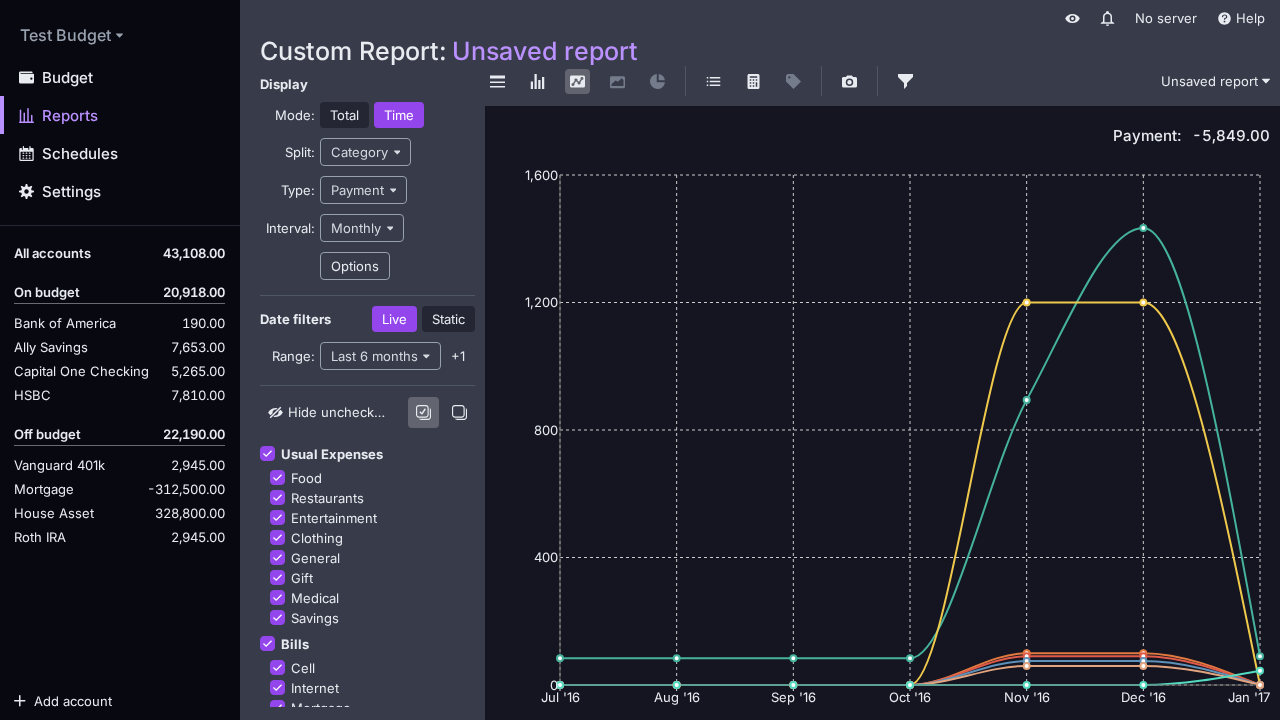 Test Budget
Budget
Reports
Schedules
Settings
All accounts 43,108.00
On budget 20,918.00
Bank of America 190.00
Ally Savings 7,653.00
Capital One Checking 5,265.00
HSBC 7,810.00
Off budget 22,190.00
Vanguard 401k 2,945.00
Mortgage -312,500.00
House Asset 328,800.00
Roth IRA 2,945.00
Add account
No server
Help
Custom Report: Unsaved report
Display
Mode: Total Time
Split: Category
Type: Payment
Interval: Monthly
Options
Date filters Live Static
Range: Last 6 months +1
Hide uncheck...
Usual Expenses
Food
Restaurants
Entertainment
Clothing
General
Gift
Medical
Savings
Bills
Cell
Internet
Mortgage
Unsaved report
Payment: -5,849.00
1,600
1,200
800
400
0
Jul '16 Aug '16 Sep '16 Oct '16 Nov '16 Dec '16 Jan '17